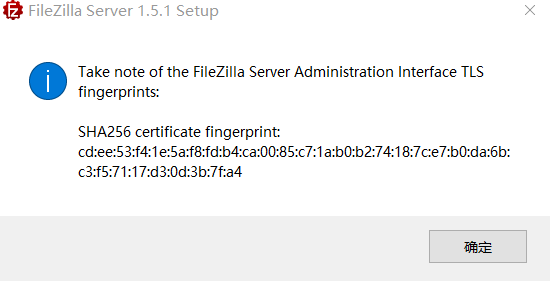 FileZilla Server 1.5.1 Setup
Take note of the FileZilla Server Administration Interface TLS
fingerprints:
SHA256 certificate fingerprint:
cd:ee:53:f4:1e:5a:f8:fd:b4:ca:00:85:c7:1a:b0:b2:74:18:7c:e7:b0:da:6b:
c3:f5:71:17:d3:0d:3b:7f:a4
确定